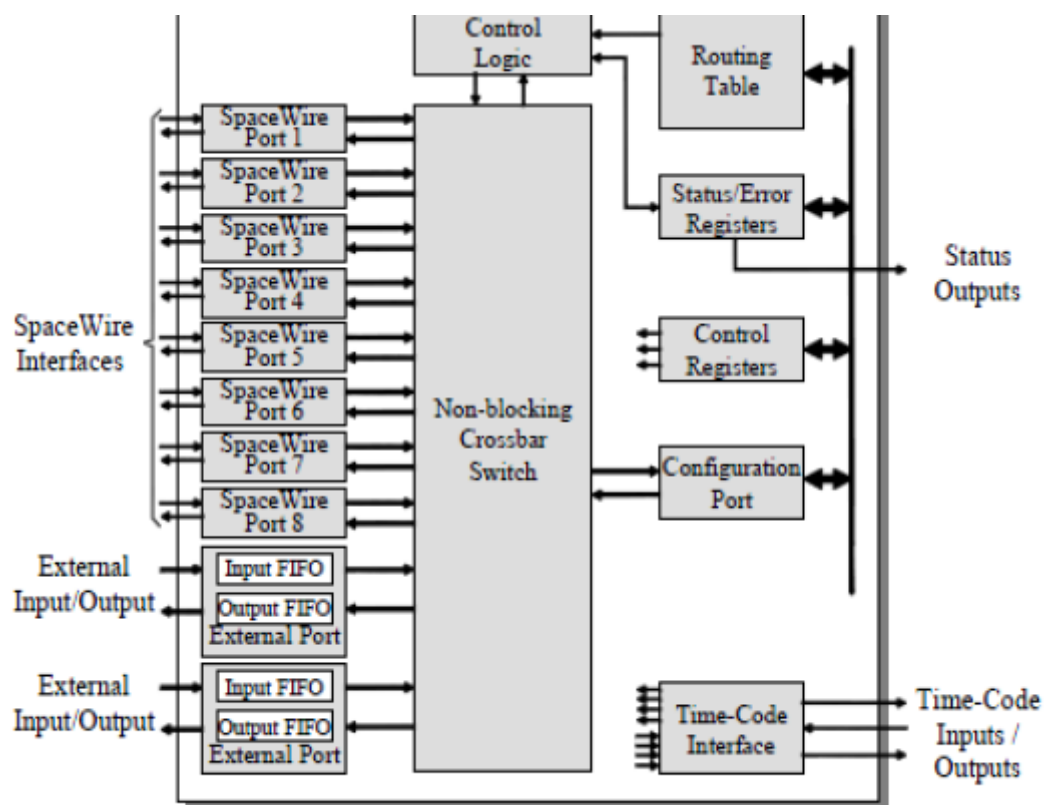 Control
Logic
Routing
Table
SpaceWire
Port 1
SpaceWire
Port 2
SpaceWire
Port 3
SpaceWire
Port 4
SpaceWire
Port 5
SpaceWire
Port 6
SpaceWire
Port 7
SpaceWire
Port 8
SpaceWire
Interfaces
Status/Error
Registers
Status
Outputs
Control
Registers
Non-blocking
Crossbar
Switch
Configuration
Port
External
Input/Output
Input FIFO
Output FIFO
External Port
External
Input/Output
Input FIFO
Output FIFO
External Port
Time-Code
Interface
Time-Code
Inputs /
Outputs